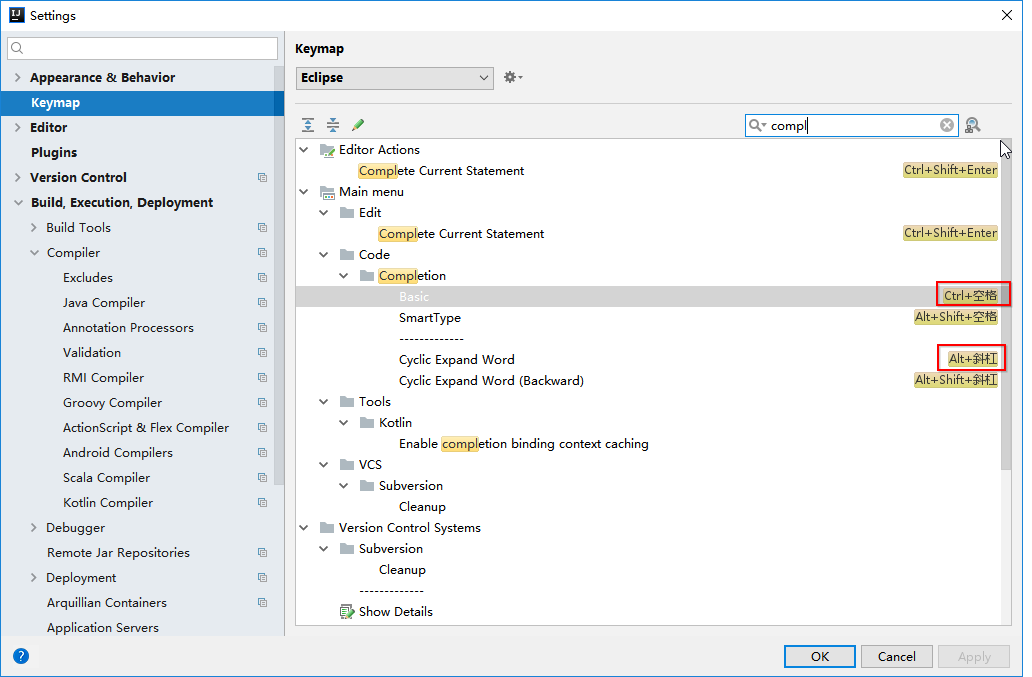 Settings
Appearance & Behavior
Keymap
Editor
Plugins
Version Control
Build, Execution, Deployment
Build Tools
Compiler
Excludes
Java Compiler
Annotation Processors
Validation
RMI Compiler
Groovy Compiler
ActionScript & Flex Compiler
Android Compilers
Scala Compiler
Kotlin Compiler
Debugger
Remote Jar Repositories
Deployment
Arquillian Containers
Application Servers
Keymap
Eclipse
compl
Editor Actions
Complete Current Statement Ctrl+Shift+Enter
Main menu
Edit
Complete Current Statement Ctrl+Shift+Enter
Code
Completion
Basic Ctrl+空格
SmartType Alt+Shift+空格
-------------
Cyclic Expand Word Alt+斜杠
Cyclic Expand Word (Backward) Alt+Shift+斜杠
Tools
Kotlin
Enable completion binding context caching
VCS
Subversion
Cleanup
Version Control Systems
Subversion
Cleanup
-------------
Show Details
?
OK
Cancel
Apply